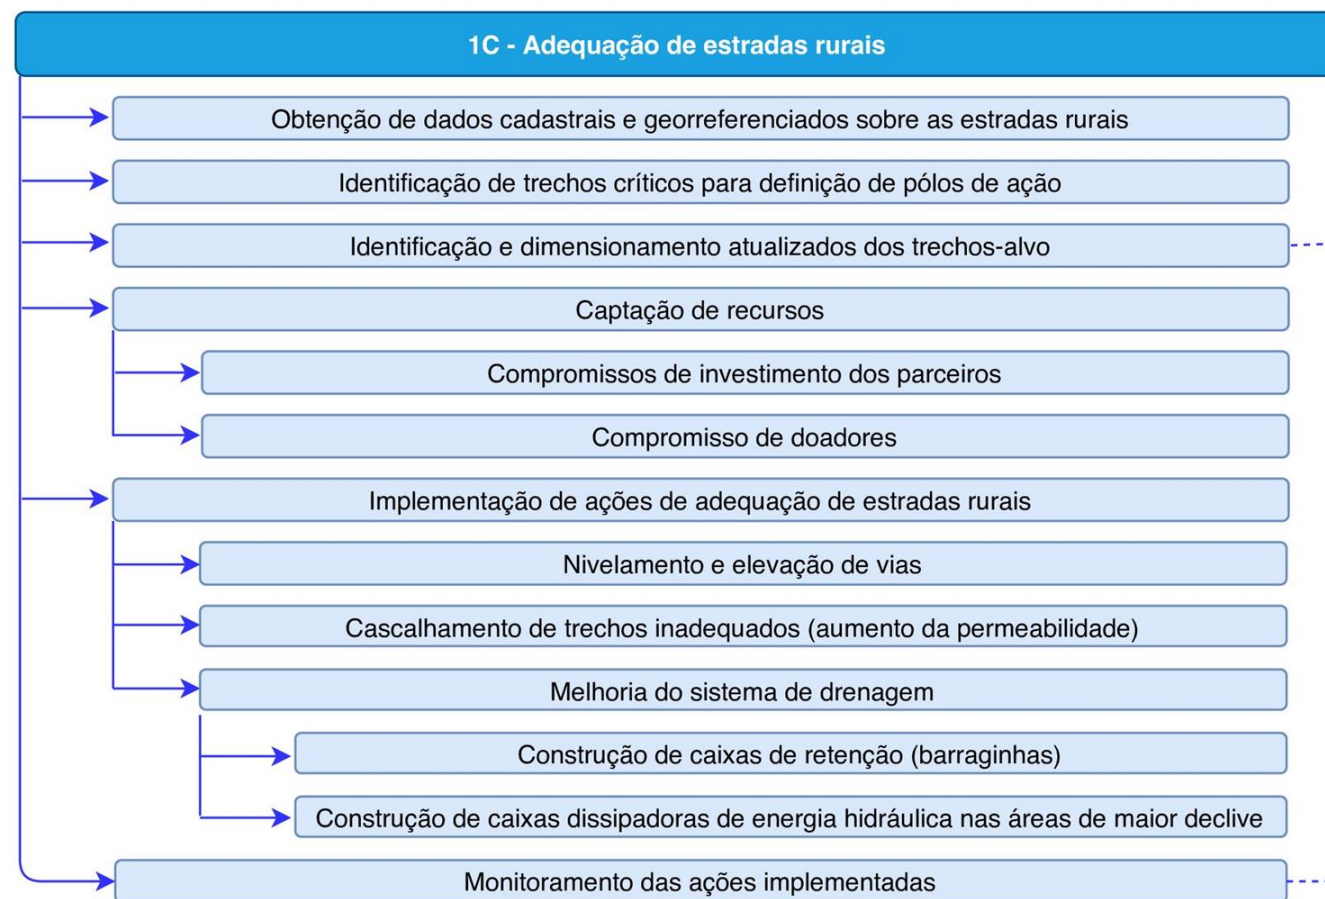 1C - Adequação de estradas rurais
Obtenção de dados cadastrais e georreferenciados sobre as estradas rurais
Identificação de trechos críticos para definição de pólos de ação
Identificação e dimensionamento atualizados dos trechos-alvo
Captação de recursos
Compromissos de investimento dos parceiros
Compromisso de doadores
Implementação de ações de adequação de estradas rurais
Nivelamento e elevação de vias
Cascalhamento de trechos inadequados (aumento da permeabilidade)
Melhoria do sistema de drenagem
Construção de caixas de retenção (barraginhas)
Construção de caixas dissipadoras de energia hidráulica nas áreas de maior declive
Monitoramento das ações implementadas